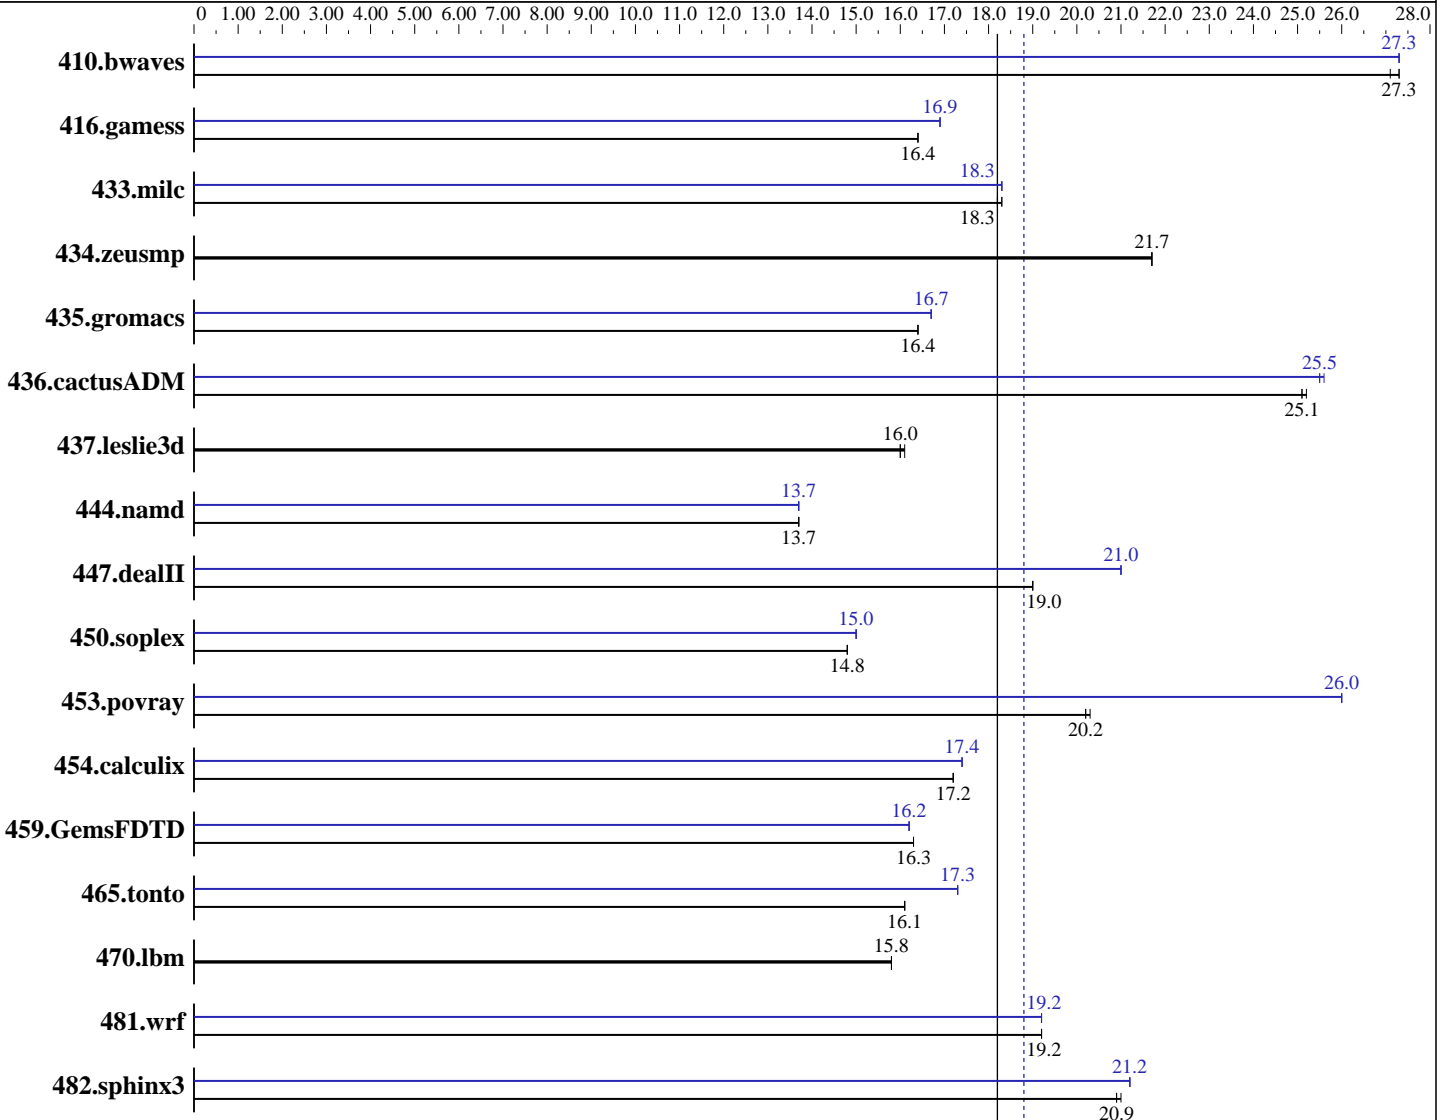 0 1.00 2.00 3.00 4.00 5.00 6.00 7.00 8.00 9.00 10.0 11.0 12.0 13.0 14.0 15.0 16.0 17.0 18.0 19.0 20.0 21.0 22.0 23.0 24.0 25.0 26.0 28.0
27.3
410.bwaves
27.3
16.9
416.gamess
16.4
18.3
433.milc
18.3
21.7
434.zeusmp
16.7
435.gromacs
16.4
25.5
436.cactusADM
25.1
16.0
437.leslie3d
13.7
444.namd
13.7
21.0
447.dealII
19.0
15.0
450.soplex
14.8
26.0
453.povray
20.2
17.4
454.calculix
17.2
16.2
459.GemsFDTD
16.3
17.3
465.tonto
16.1
15.8
470.lbm
19.2
481.wrf
19.2
21.2
482.sphinx3
20.9